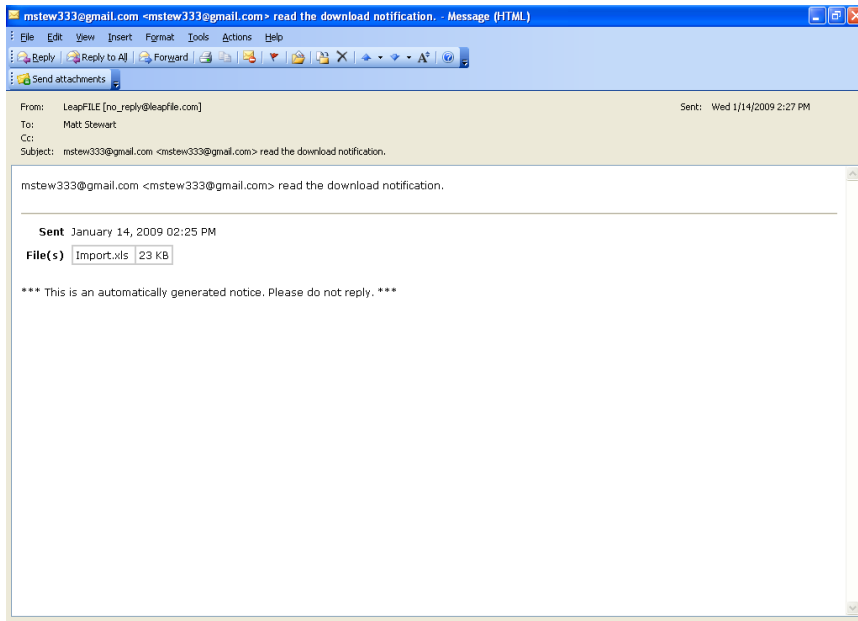 mstew333@gmail.com <mstew333@gmail.com> read the download notification. - Message (HTML)
File Edit View Insert Format Tools Actions Help
Reply Reply to All Forward
Send attachments
From: LeapFILE [no_reply@leapfile.com] Sent: Wed 1/14/2009 2:27 PM
To: Matt Stewart
Cc:
Subject: mstew333@gmail.com <mstew333@gmail.com> read the download notification.
mstew333@gmail.com <mstew333@gmail.com> read the download notification.
Sent January 14, 2009 02:25 PM
File(s) Import.xls 23 KB
*** This is an automatically generated notice. Please do not reply. ***